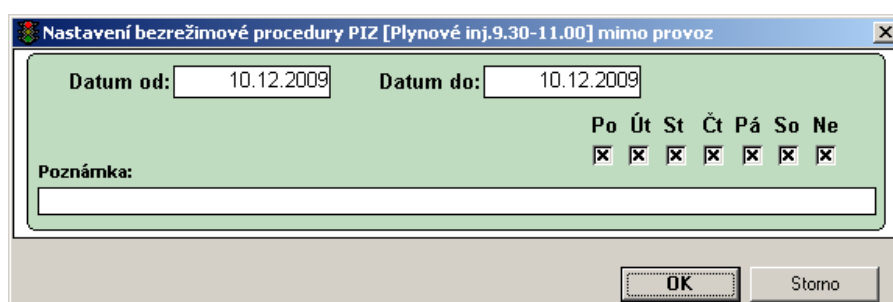 Nastavení bezrežimové procedury PIZ [Plynové inj.9.30-11.00] mimo provoz
Datum od: 10.12.2009 Datum do: 10.12.2009
Po Út St Čt Pá So Ne
Poznámka:
OK Storno